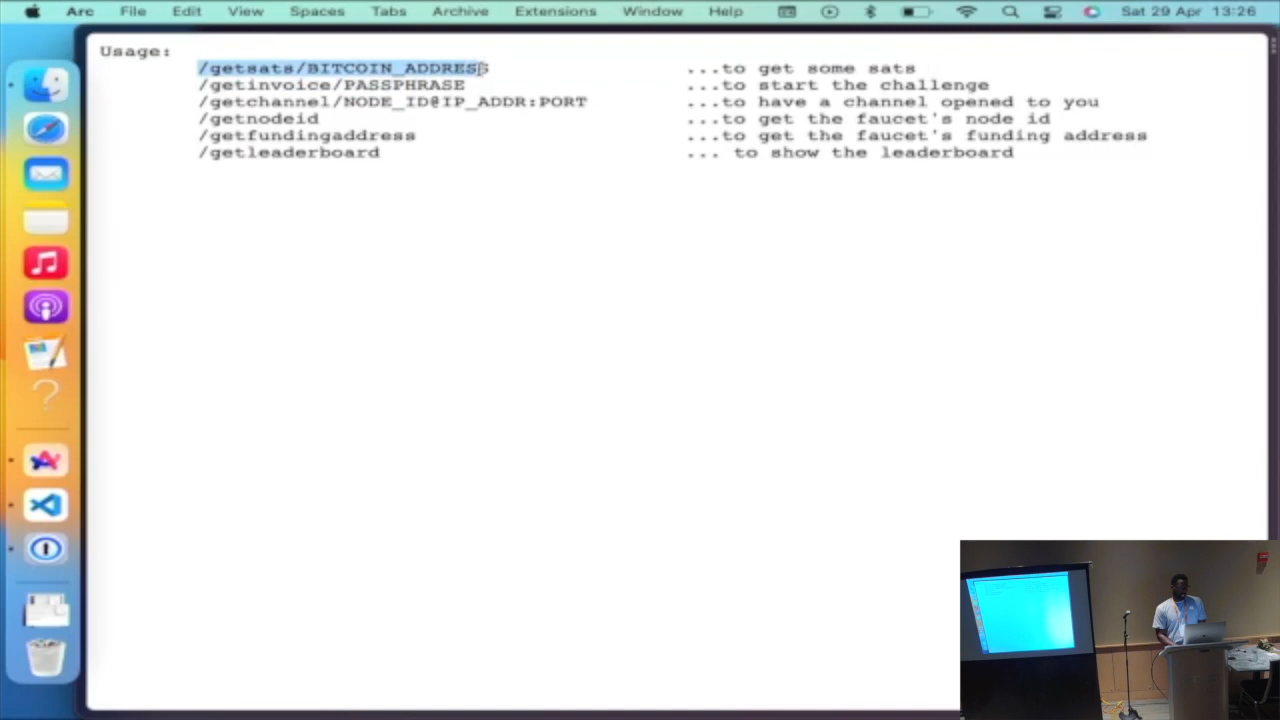 Arc File Edit View Spaces Tabs Archive Extensions Window Help Sat 29 Apr 13:26
Usage:
/getsats/BITCOIN_ADDRESS ...to get some sats
/getinvoice/PASSPHRASE ...to start the challenge
/getchannel/NODE_ID@IP_ADDR:PORT ...to have a channel opened to you
/getnodeid ...to get the faucet's node id
/getfundingaddress ...to get the faucet's funding address
/getleaderboard ... to show the leaderboard